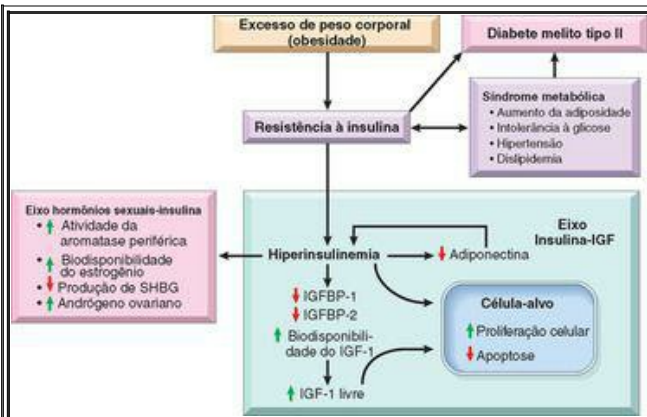 Excesso de peso corporal
(obesidade)
Diabete melito tipo II
Resistência à insulina
Síndrome metabólica
• Aumento da adiposidade
• Intolerância à glicose
• Hipertensão
• Dislipidemia
Eixo hormônios sexuais-insulina
• Atividade da
aromatase periférica
• Biodisponibilidade
do estrogênio
• Produção de SHBG
• Andrógeno ovariano
Eixo
Insulina-IGF
Hiperinsulinemia
Adiponectina
IGFBP-1
IGFBP-2
Biodisponibili-
dade do IGF-1
IGF-1 livre
Célula-alvo
Proliferação celular
Apoptose